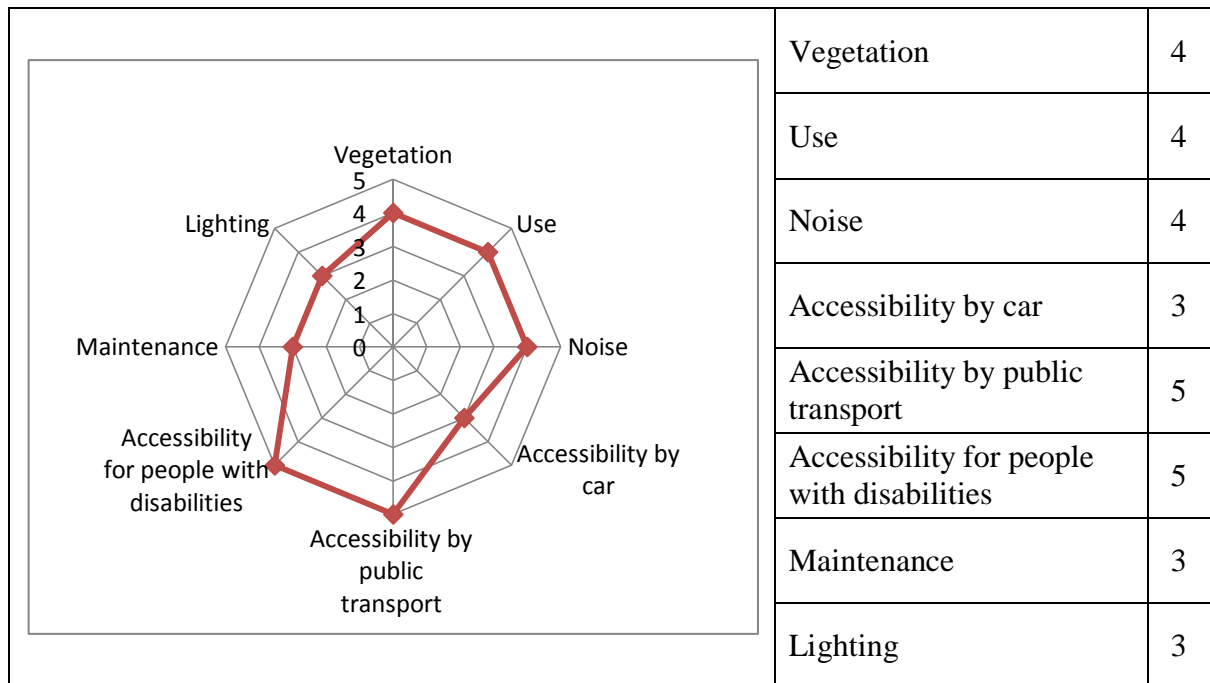 Vegetation
5
4
3
2
1
0
Use
Noise
Accessibility by
car
Accessibility by
public
transport
Accessibility
for people with
disabilities
Maintenance
Lighting
Vegetation 4
Use 4
Noise 4
Accessibility by car 3
Accessibility by public
transport 5
Accessibility for people
with disabilities 5
Maintenance 3
Lighting 3